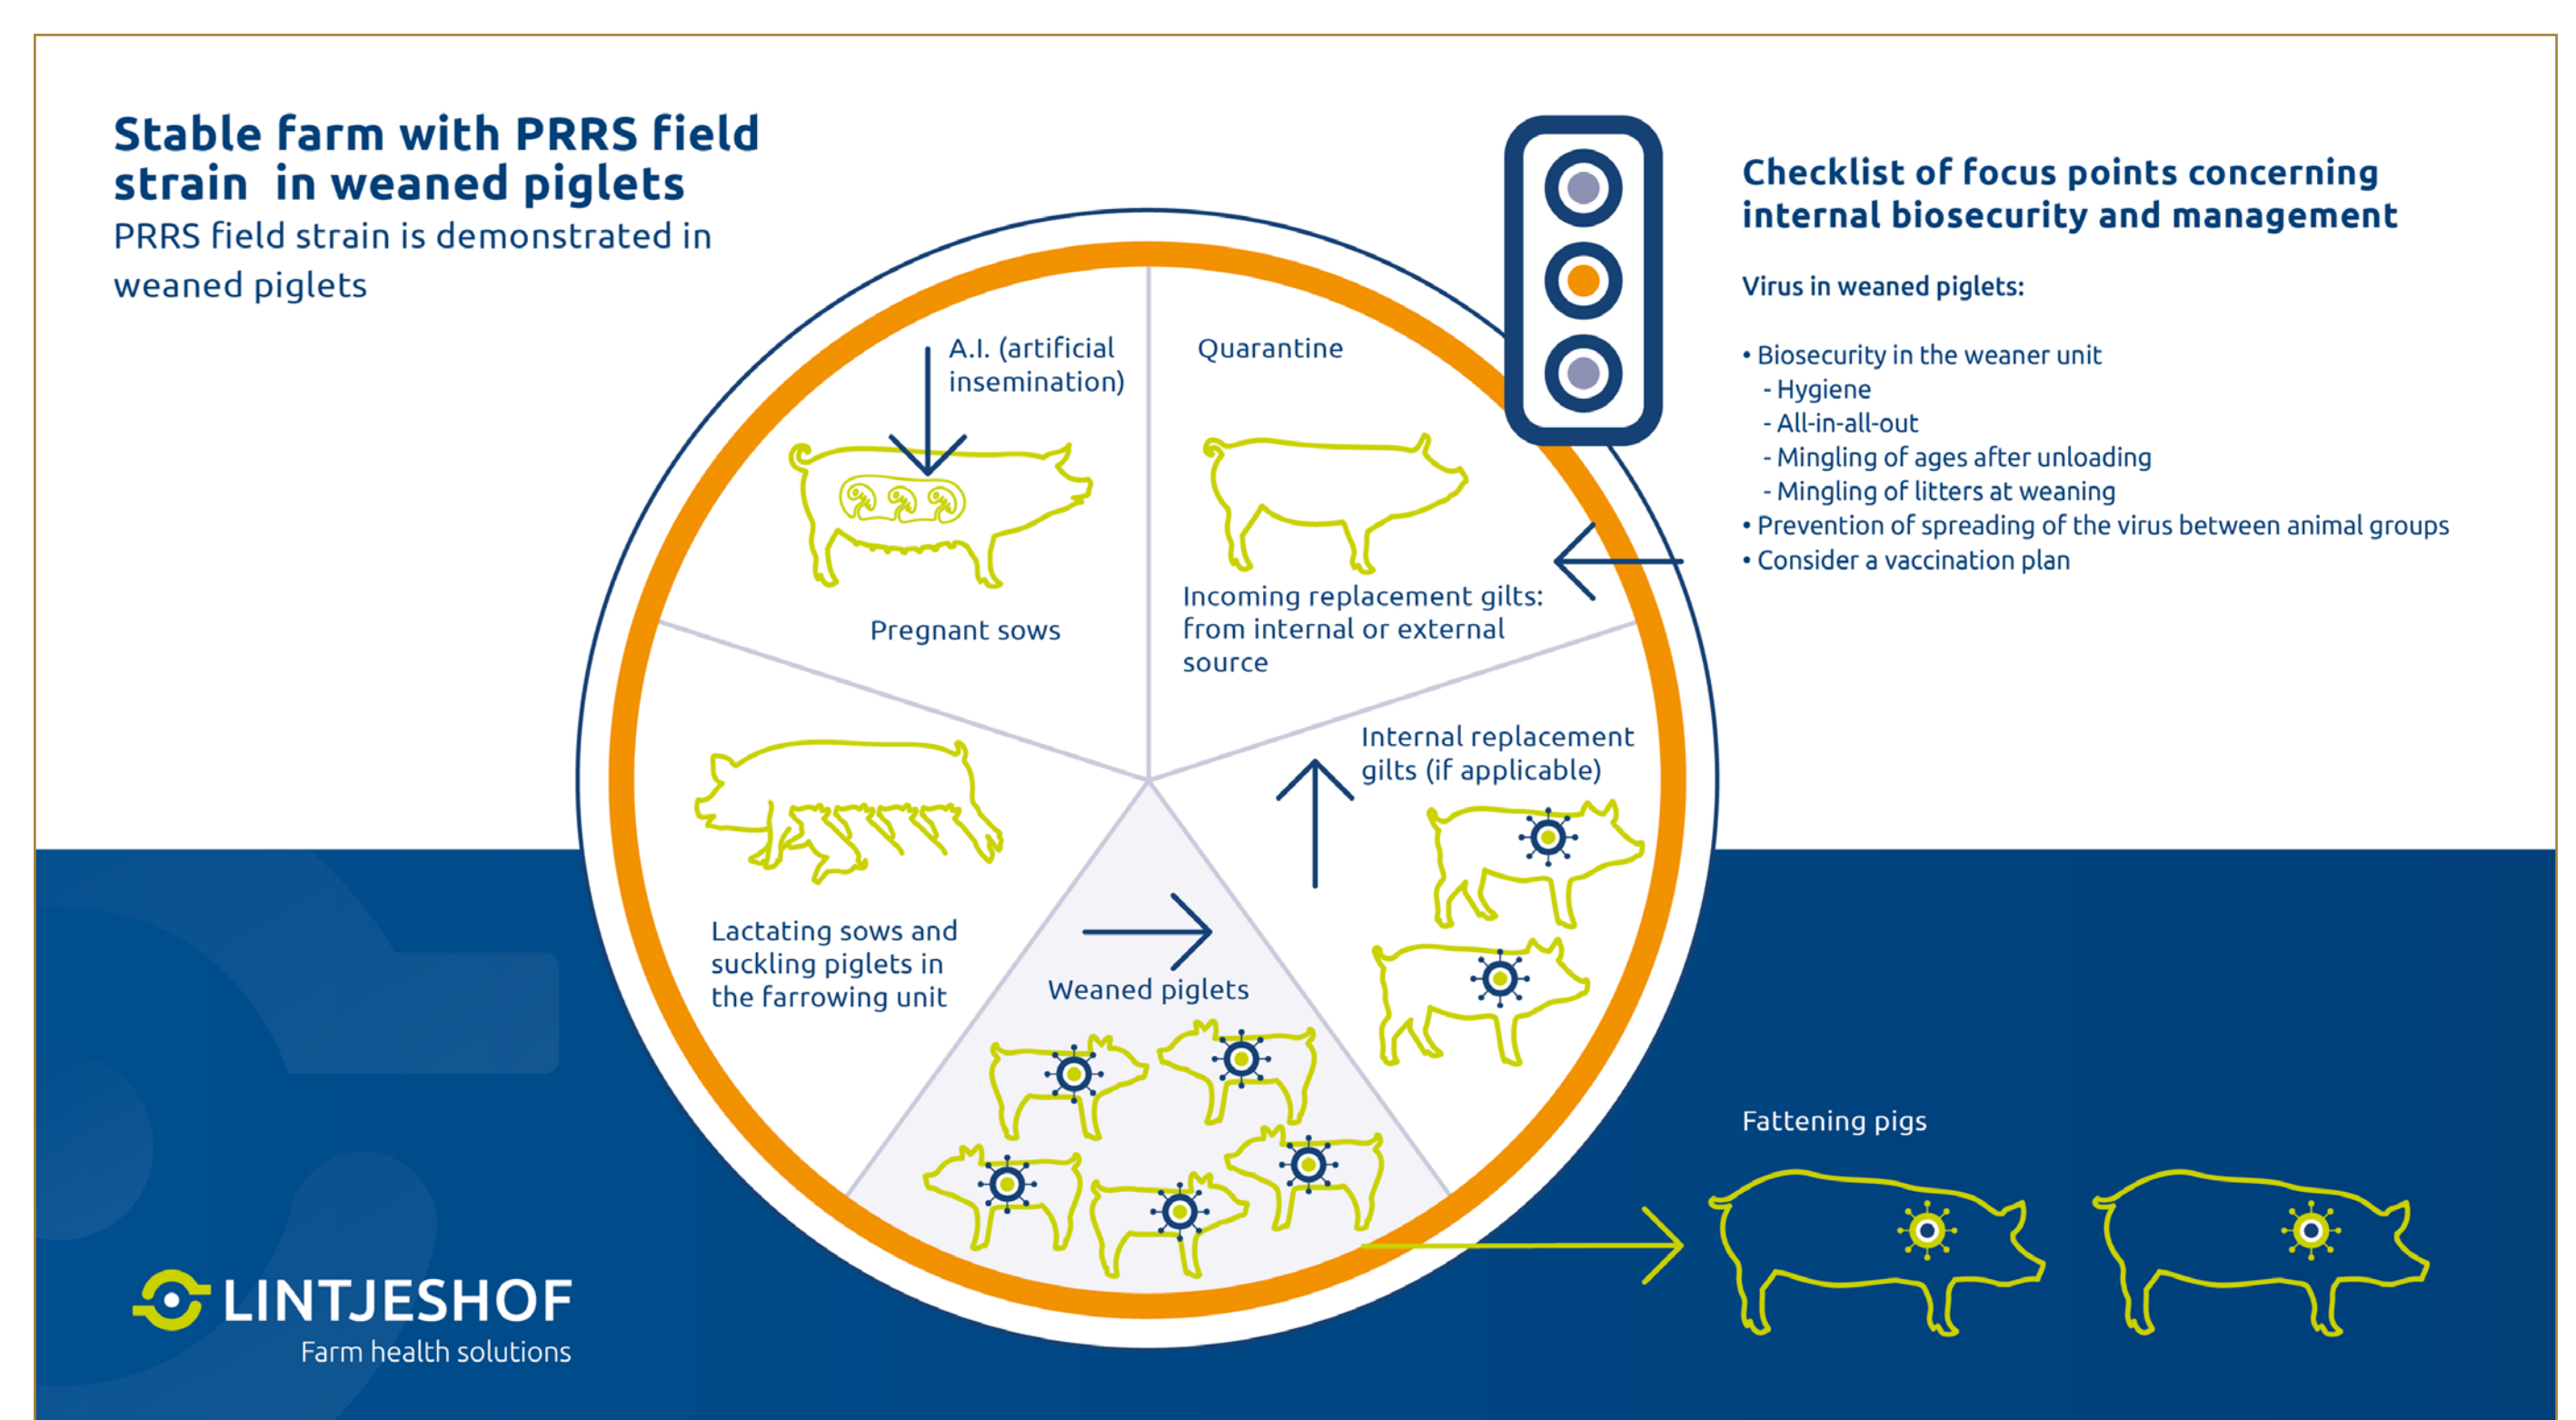 Stable farm with PRRS field
strain in weaned piglets
PRRS field strain is demonstrated in
weaned piglets
Checklist of focus points concerning
internal biosecurity and management
Virus in weaned piglets:
• Biosecurity in the weaner unit
- Hygiene
- All-in-all-out
- Mingling of ages after unloading
- Mingling of litters at weaning
• Prevention of spreading of the virus between animal groups
• Consider a vaccination plan
A.I. (artificial
insemination)
Pregnant sows
Quarantine
Incoming replacement gilts:
from internal or external
source
Internal replacement
gilts (if applicable)
Lactating sows and
suckling piglets in
the farrowing unit
Weaned piglets
Fattening pigs
LINTJESHOF
Farm health solutions